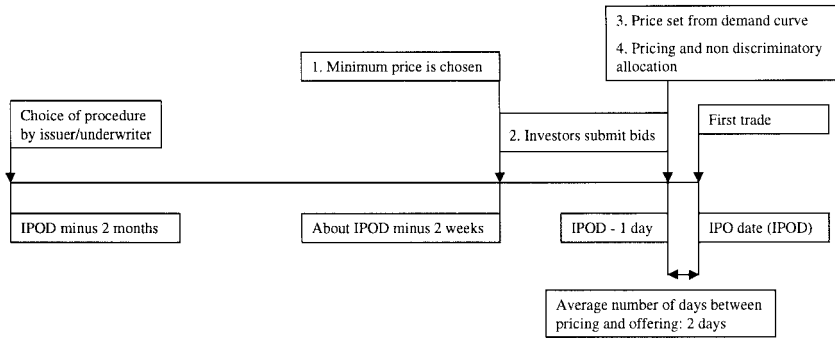 3. Price set from demand curve
4. Pricing and non discriminatory
allocation
1. Minimum price is chosen
Choice of procedure
by issuer/underwriter
2. Investors submit bids
First trade
IPOD minus 2 months
About IPOD minus 2 weeks
IPOD - 1 day
IPO date (IPOD)
Average number of days between
pricing and offering: 2 days